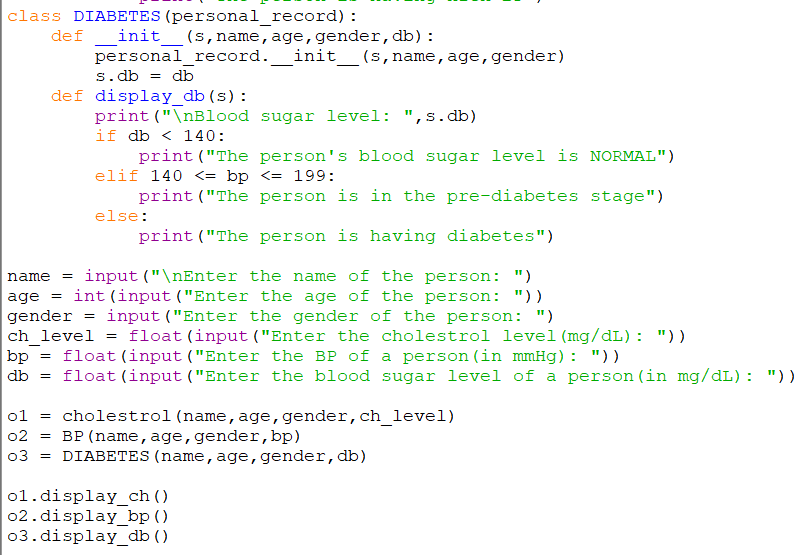 class DIABETES(personal_record):
    def __init__(s,name,age,gender,db):
        personal_record.__init__(s,name,age,gender)
        s.db = db
    def display_db(s):
        print("\nBlood sugar level: ",s.db)
        if db < 140:
            print("The person's blood sugar level is NORMAL")
        elif 140 <= bp <= 199:
            print("The person is in the pre-diabetes stage")
        else:
            print("The person is having diabetes")

name = input("\nEnter the name of the person: ")
age = int(input("Enter the age of the person: "))
gender = input("Enter the gender of the person: ")
ch_level = float(input("Enter the cholestrol level(mg/dL): "))
bp = float(input("Enter the BP of a person(in mmHg): "))
db = float(input("Enter the blood sugar level of a person(in mg/dL): "))

o1 = cholestrol(name,age,gender,ch_level)
o2 = BP(name,age,gender,bp)
o3 = DIABETES(name,age,gender,db)

o1.display_ch()
o2.display_bp()
o3.display_db()